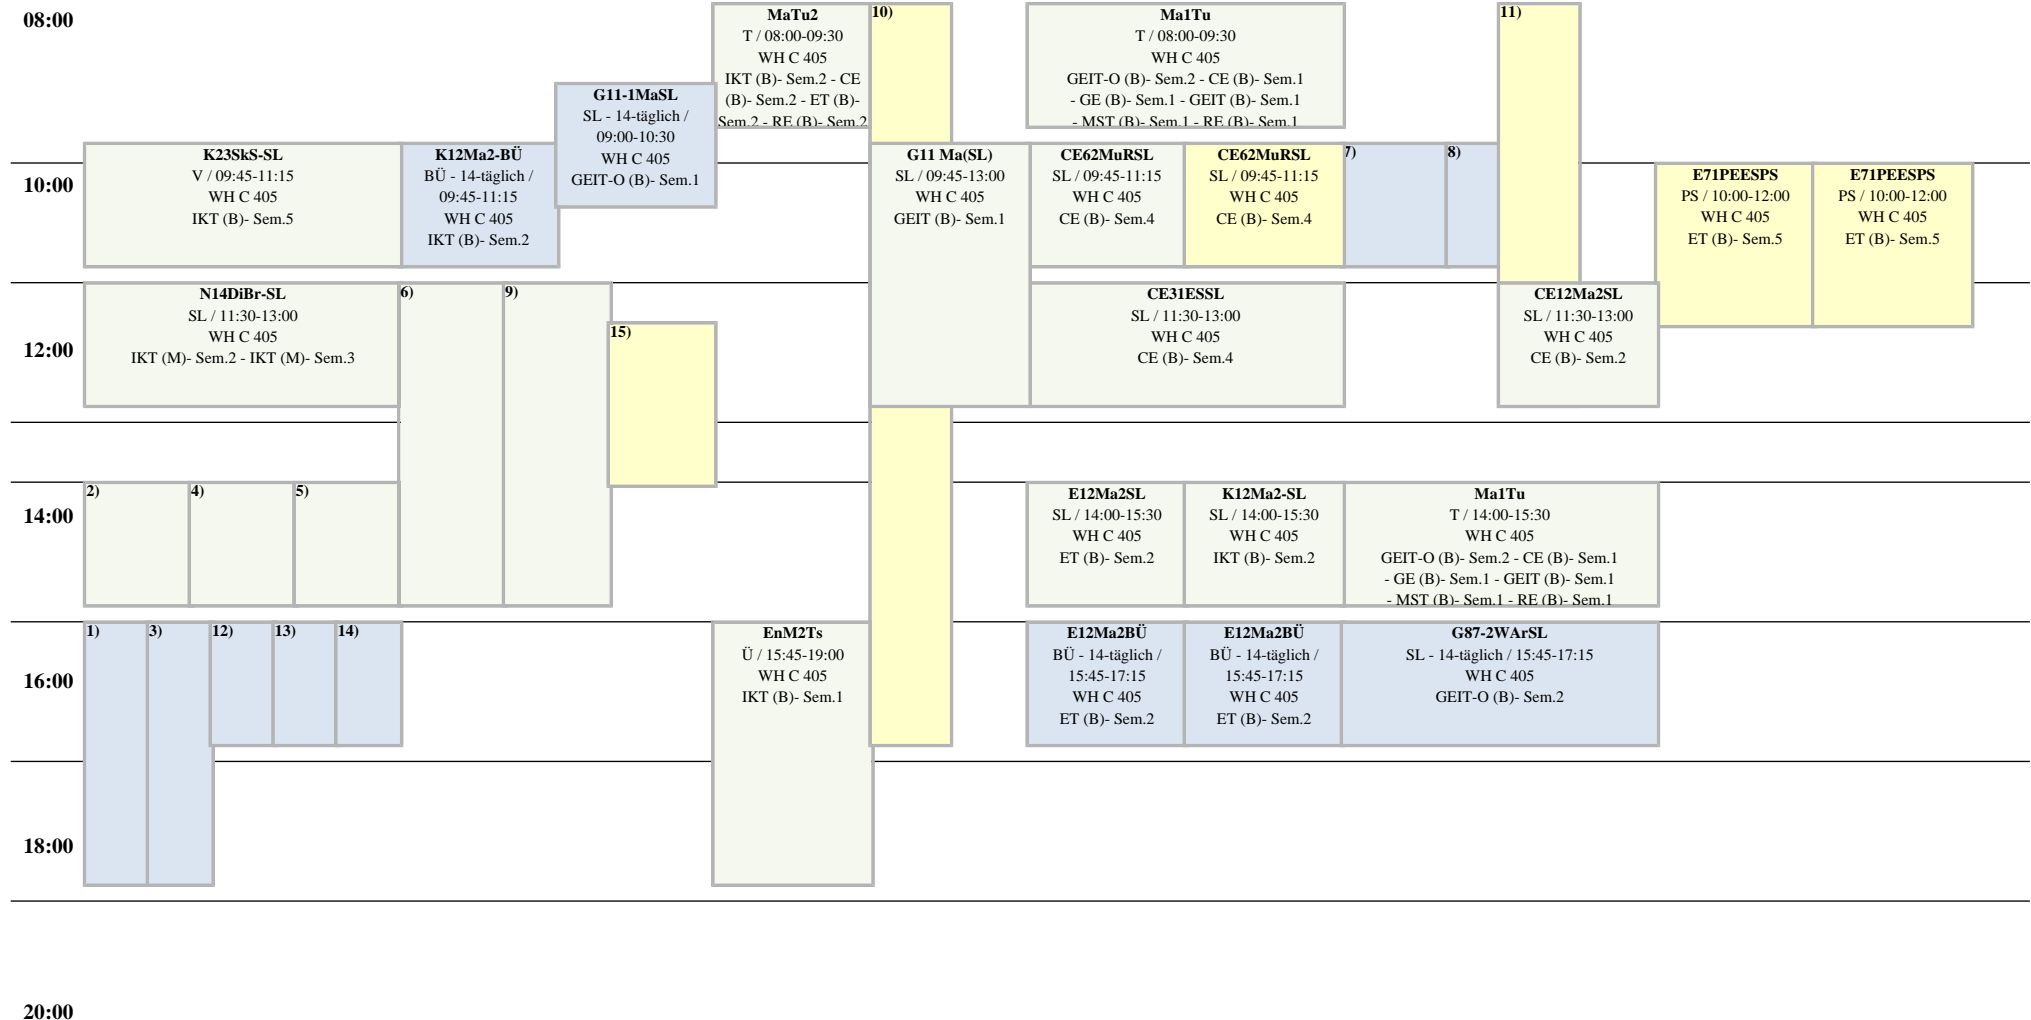 08:00
MaTu2
T / 08:00-09:30
WH C 405
IKT (B)- Sem.2 - CE
(B)- Sem.2 - ET (B)-
Sem.2 - RE (B)- Sem.2
10)
Ma1Tu
T / 08:00-09:30
WH C 405
GEIT-O (B)- Sem.2 - CE (B)- Sem.1
- GE (B)- Sem.1 - GEIT (B)- Sem.1
- MST (B)- Sem.1 - RE (B)- Sem.1
11)
G11-1MaSL
SL - 14-täglich /
09:00-10:30
WH C 405
GEIT-O (B)- Sem.1
10:00
K23SkS-SL
V / 09:45-11:15
WH C 405
IKT (B)- Sem.5
K12Ma2-BÜ
BÜ - 14-täglich /
09:45-11:15
WH C 405
IKT (B)- Sem.2
G11 Ma(SL)
SL / 09:45-13:00
WH C 405
GEIT (B)- Sem.1
CE62MuRSL
SL / 09:45-11:15
WH C 405
CE (B)- Sem.4
CE62MuRSL
SL / 09:45-11:15
WH C 405
CE (B)- Sem.4
7)
8)
E71PEESPS
PS / 10:00-12:00
WH C 405
ET (B)- Sem.5
E71PEESPS
PS / 10:00-12:00
WH C 405
ET (B)- Sem.5
12:00
N14DiBr-SL
SL / 11:30-13:00
WH C 405
IKT (M)- Sem.2 - IKT (M)- Sem.3
6)
9)
15)
CE31ESSL
SL / 11:30-13:00
WH C 405
CE (B)- Sem.4
CE12Ma2SL
SL / 11:30-13:00
WH C 405
CE (B)- Sem.2
14:00
2)
4)
5)
E12Ma2SL
SL / 14:00-15:30
WH C 405
ET (B)- Sem.2
K12Ma2-SL
SL / 14:00-15:30
WH C 405
IKT (B)- Sem.2
Ma1Tu
T / 14:00-15:30
WH C 405
GEIT-O (B)- Sem.2 - CE (B)- Sem.1
- GE (B)- Sem.1 - GEIT (B)- Sem.1
- MST (B)- Sem.1 - RE (B)- Sem.1
16:00
1)
3)
12)
13)
14)
EnM2Ts
Ü / 15:45-19:00
WH C 405
IKT (B)- Sem.1
E12Ma2BÜ
BÜ - 14-täglich /
15:45-17:15
WH C 405
ET (B)- Sem.2
E12Ma2BÜ
BÜ - 14-täglich /
15:45-17:15
WH C 405
ET (B)- Sem.2
G87-2WArSL
SL - 14-täglich / 15:45-17:15
WH C 405
GEIT-O (B)- Sem.2
18:00
20:00